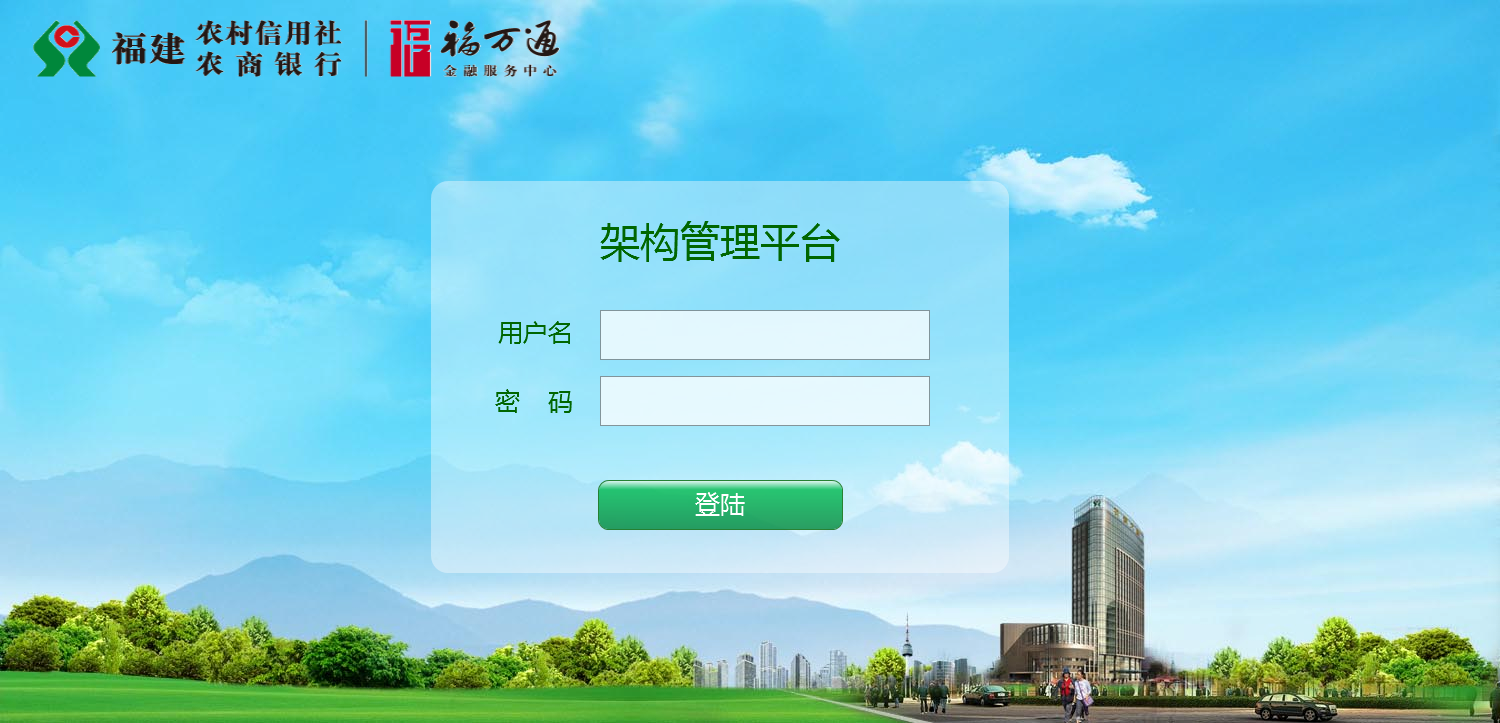 福建
农村信用社
农商银行
福万通
金融服务中心
架构管理平台
用户名
密 码
登陆